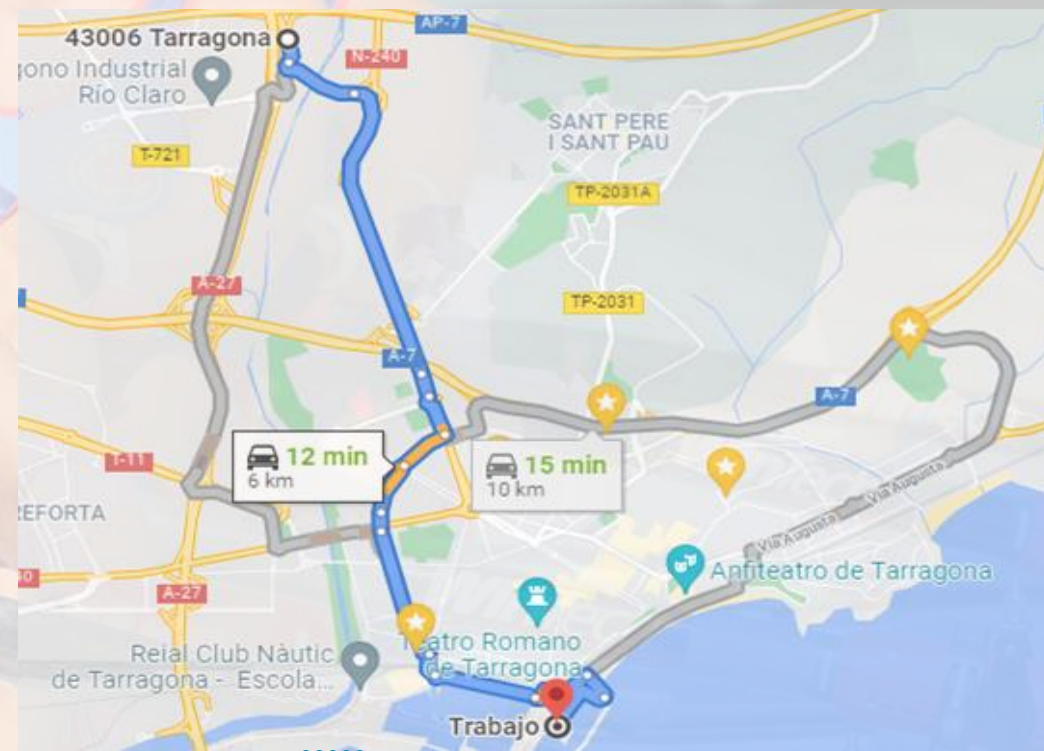 AP-7
43006 Tarragona
N-240
gono Industrial
Río Claro
SANT PERE
I SANT PAU
T-721
TP-2031A
A-27
TP-2031
A-7
A-7
12 min
6 km
15 min
10 km
T-11
REFORTA
Via Augusta
Via Augusta
A-27
Anfiteatro de Tarragona
Teatro Romano
de Tarragona
Reial Club Nàutic
de Tarragona - Escola...
Trabajo